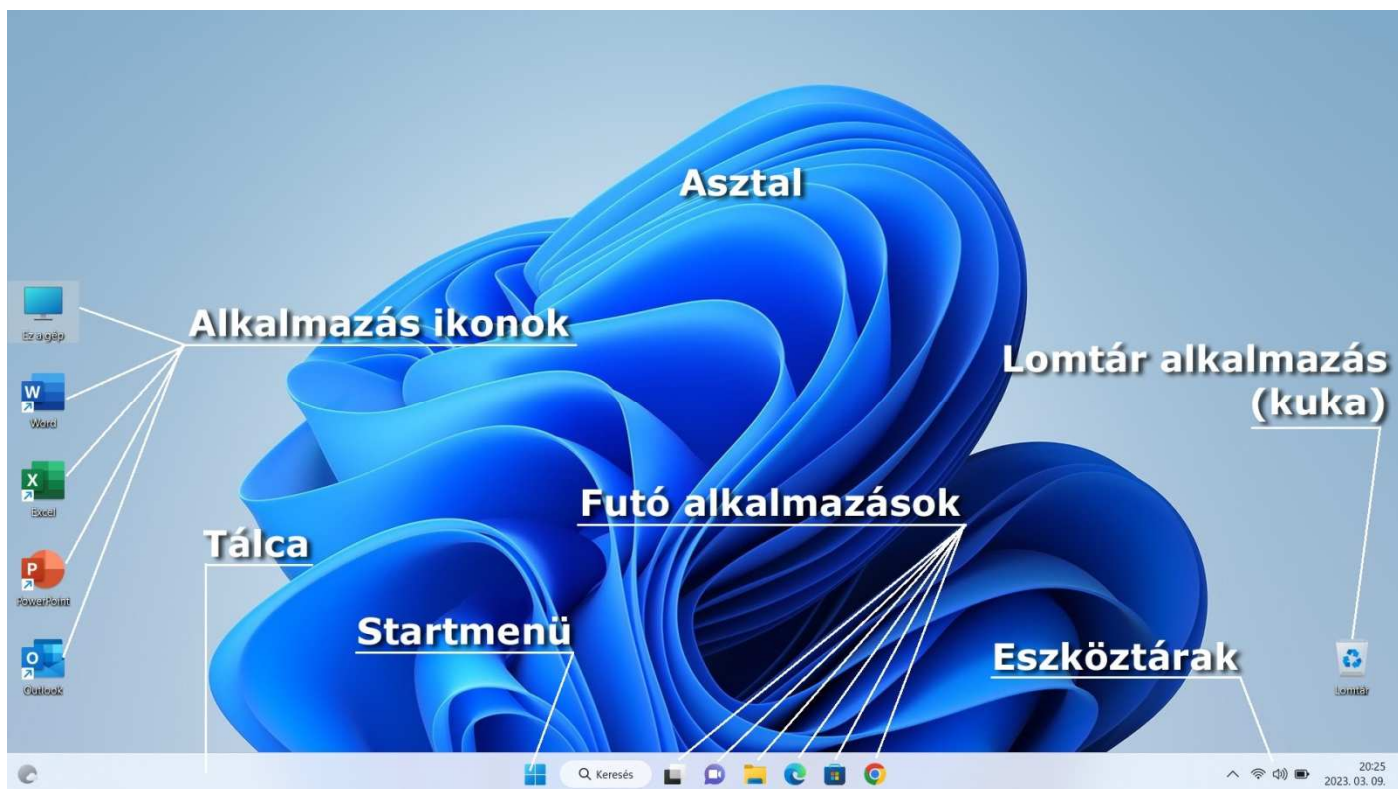 Asztal
Ez a gép
Alkalmazás ikonok
Lomtár alkalmazás
(kuka)
W
Word
X
Excel
Futó alkalmazások
Tálca
P
PowerPoint
Startmenü
Eszköztárak
O
Outlook
Lomtár
Keresés
20:25
2023. 03. 09.